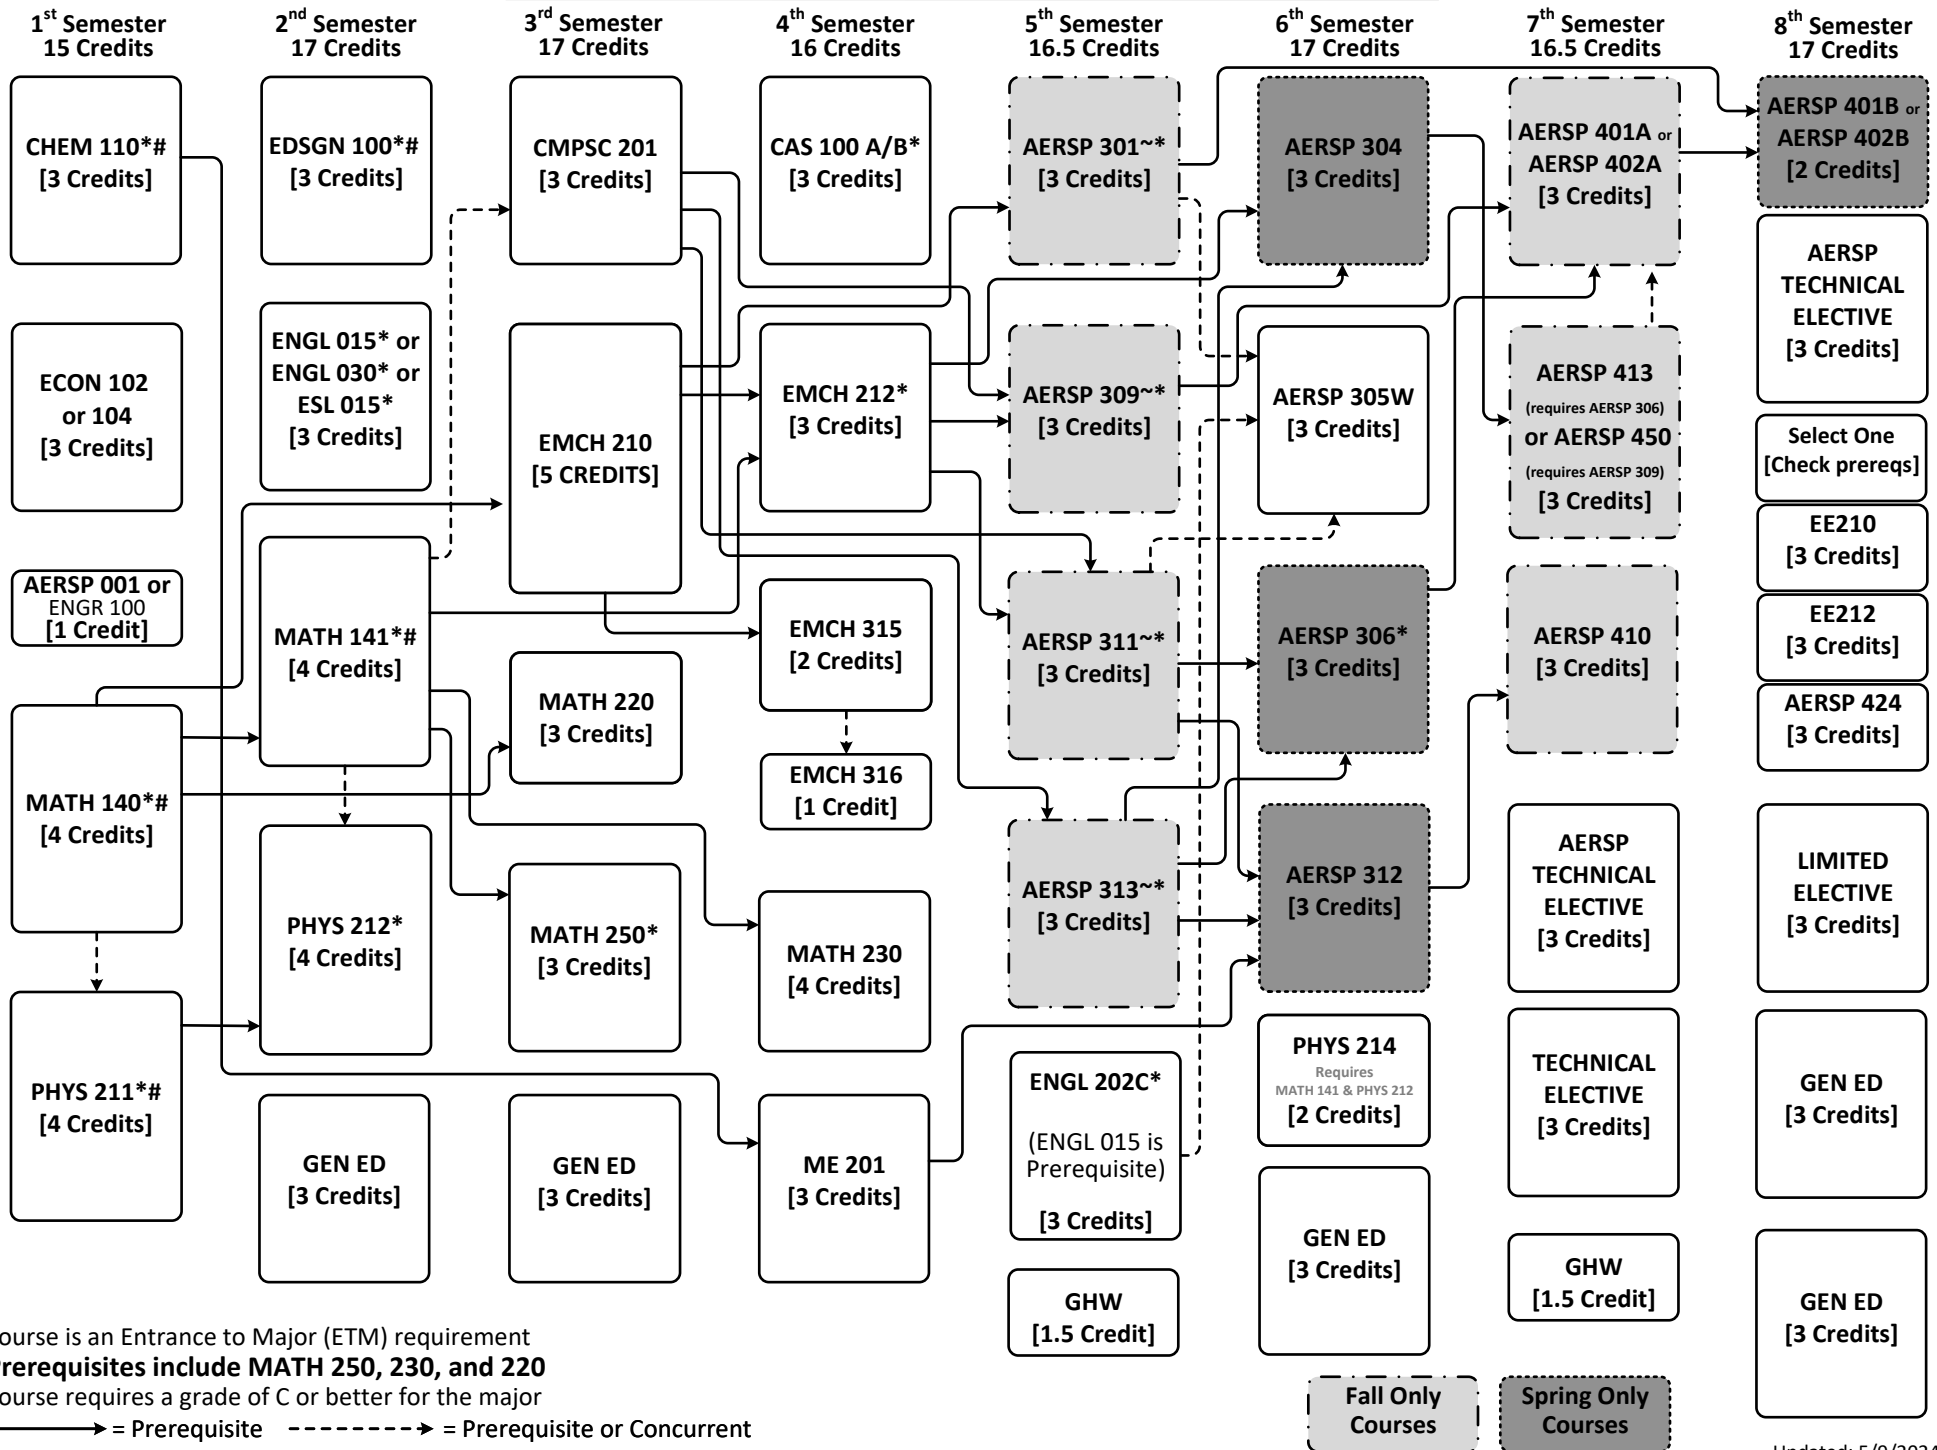 1st Semester
15 Credits
2nd Semester
17 Credits
3rd Semester
17 Credits
4th Semester
16 Credits
5th Semester
16.5 Credits
6th Semester
17 Credits
7th Semester
16.5 Credits
8th Semester
17 Credits
CHEM 110*#
[3 Credits]
ECON 102
or 104
[3 Credits]
AERSP 001 or
ENGR 100
[1 Credit]
MATH 140*#
[4 Credits]
PHYS 211*#
[4 Credits]
EDSGN 100*#
[3 Credits]
ENGL 015* or
ENGL 030* or
ESL 015*
[3 Credits]
MATH 141*#
[4 Credits]
PHYS 212*
[4 Credits]
GEN ED
[3 Credits]
CMPSC 201
[3 Credits]
EMCH 210
[5 CREDITS]
MATH 220
[3 Credits]
MATH 250*
[3 Credits]
GEN ED
[3 Credits]
CAS 100 A/B*
[3 Credits]
EMCH 212*
[3 Credits]
EMCH 315
[2 Credits]
EMCH 316
[1 Credit]
MATH 230
[4 Credits]
ME 201
[3 Credits]
AERSP 301~*
[3 Credits]
AERSP 309~*
[3 Credits]
AERSP 311~*
[3 Credits]
AERSP 313~*
[3 Credits]
ENGL 202C*
(ENGL 015 is
Prerequisite)
[3 Credits]
GHW
[1.5 Credit]
AERSP 304
[3 Credits]
AERSP 305W
[3 Credits]
AERSP 306*
[3 Credits]
AERSP 312
[3 Credits]
PHYS 214
Requires
MATH 141 & PHYS 212
[2 Credits]
GEN ED
[3 Credits]
AERSP 401A or
AERSP 402A
[3 Credits]
AERSP 413
(requires AERSP 306)
or AERSP 450
(requires AERSP 309)
[3 Credits]
AERSP 410
[3 Credits]
AERSP
TECHNICAL
ELECTIVE
[3 Credits]
TECHNICAL
ELECTIVE
[3 Credits]
GHW
[1.5 Credit]
AERSP 401B or
AERSP 402B
[2 Credits]
AERSP
TECHNICAL
ELECTIVE
[3 Credits]
Select One
[Check prereqs]
EE210
[3 Credits]
EE212
[3 Credits]
AERSP 424
[3 Credits]
LIMITED
ELECTIVE
[3 Credits]
GEN ED
[3 Credits]
GEN ED
[3 Credits]
ourse is an Entrance to Major (ETM) requirement
rerequisites include MATH 250, 230, and 220
ourse requires a grade of C or better for the major
= Prerequisite
= Prerequisite or Concurrent
Fall Only
Courses
Spring Only
Courses